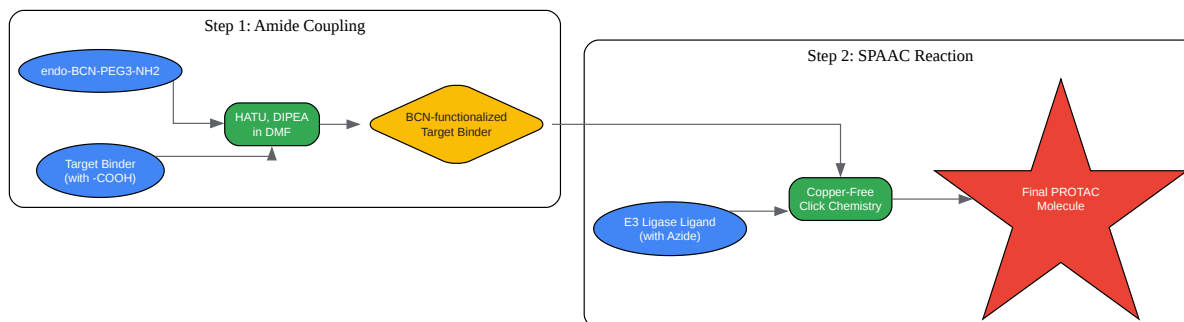 Step 1: Amide Coupling
endo-BCN-PEG3-NH2
HATU, DIPEA
in DMF
BCN-functionalized
Target Binder
Target Binder
(with -COOH)
Step 2: SPAAC Reaction
Copper-Free
Click Chemistry
E3 Ligase Ligand
(with Azide)
Final PROTAC
Molecule